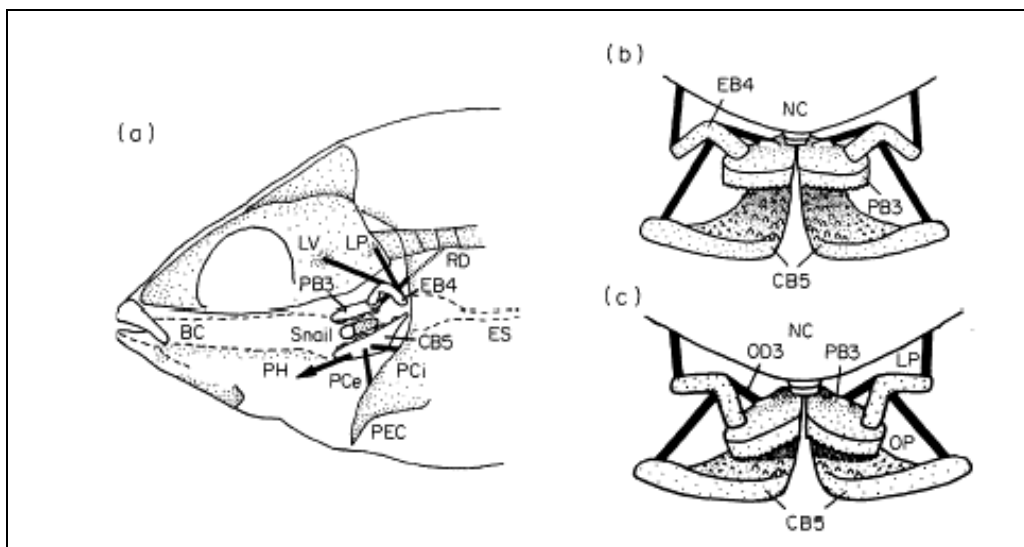 (a)
LV
LP
RD
PB3
EB4
BC
Snail
CB5
ES
PH
PCe
PCi
PEC
(b)
EB4
NC
PB3
CB5
(c)
NC
OD3
PB3
LP
OP
CB5